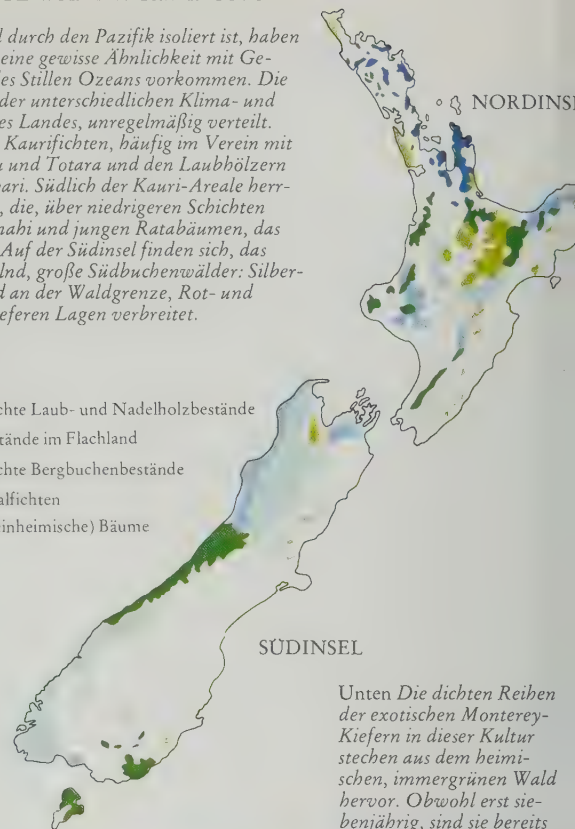 l durch den Pazifik isoliert ist, haben
eine gewisse Ähnlichkeit mit Ge-
es Stillen Ozeans vorkommen. Die
der unterschiedlichen Klima- und
es Landes, unregelmäßig verteilt.
Kaurifichten, häufig im Verein mit
und Totara und den Laubhölzern
ari. Südlich der Kauri-Areale herr-
, die, über niedrigeren Schichten
nahi und jungen Ratabäumen, das
Auf der Südinsel finden sich, das
lnd, große Südbuchenwälder: Silber-
d an der Waldgrenze, Rot- und
eferen Lagen verbreitet.
chte Laub- und Nadelholzbestände
tände im Flachland
chte Bergbuchenbestände
alfichten
einheimische) Bäume
NORDINSE
SÜDINSEL
Unten Die dichten Reihen
der exotischen Monterey-
Kiefern in dieser Kultur
stechen aus dem heimi-
schen, immergrünen Wald
hervor. Obwohl erst sie-
benjährig, sind sie bereits